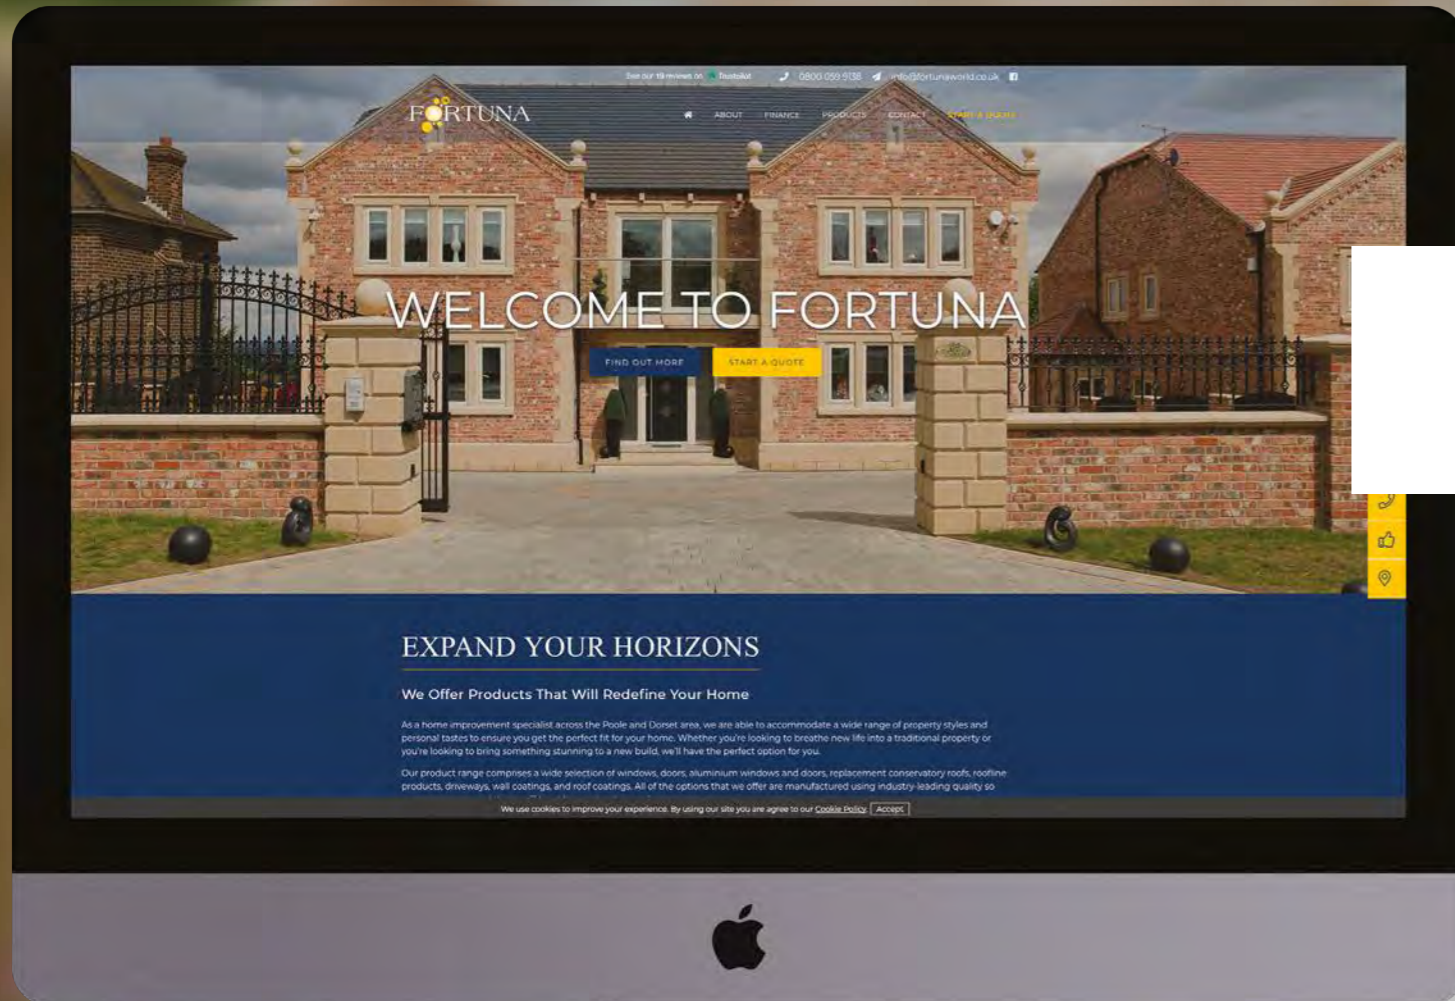 See our 19 reviews on Trustpilot 0800 059 9138 info@fortunaworld.co.uk
FORTUNA
ABOUT FINANCE PRODUCTS CONTACT START A QUOTE
WELCOME TO FORTUNA
FIND OUT MORE START A QUOTE
EXPAND YOUR HORIZONS
We Offer Products That Will Redefine Your Home
As a home improvement specialist across the Poole and Dorset area, we are able to accommodate a wide range of property styles and
personal tastes to ensure you get the perfect fit for your home. Whether you're looking to breathe new life into a traditional property or
you're looking to bring something stunning to a new build, we'll have the perfect option for you.
Our product range comprises a wide selection of windows, doors, aluminium windows and doors, replacement conservatory roofs, roofline
products, driveways, wall coatings, and roof coatings. All of the options that we offer are manufactured using industry-leading quality so
We use cookies to improve your experience. By using our site you are agree to our Cookie Policy. Accept